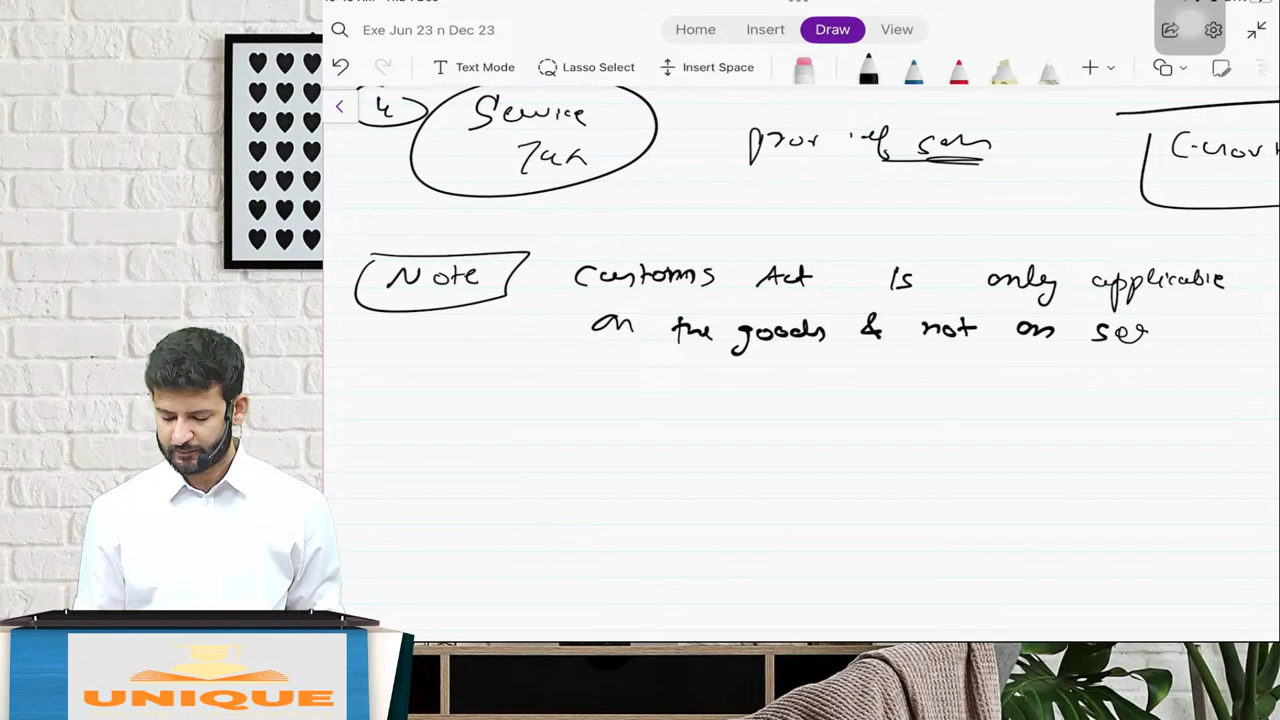 Exe Jun 23 n Dec 23
Home Insert Draw View
Text Mode Lasso Select Insert Space
4 Service
Tax
Note Customs Act is only applicable
on the goods & not on ser
UNIQUE